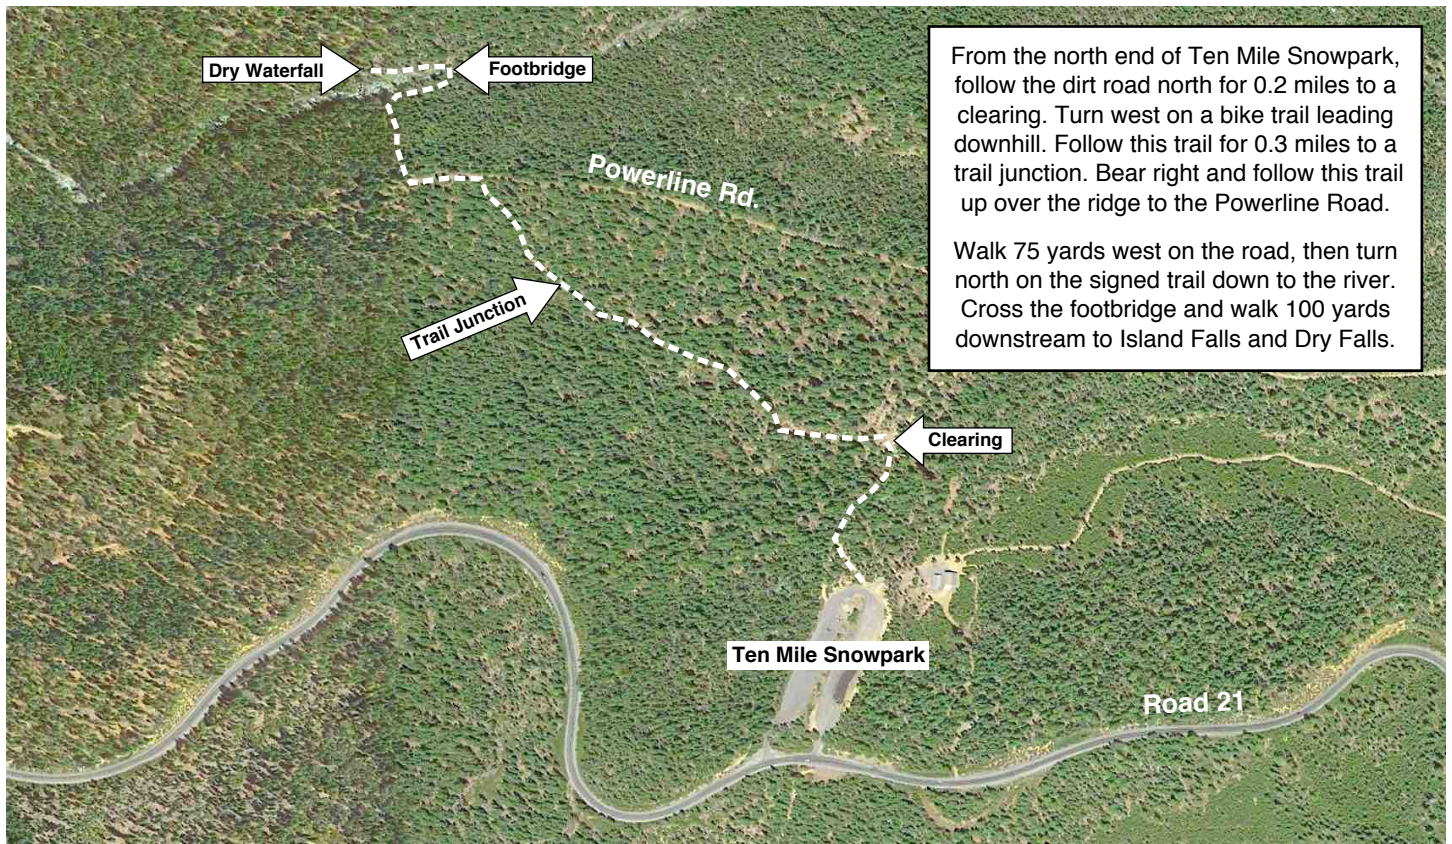 Dry Waterfall
Footbridge
From the north end of Ten Mile Snowpark,
follow the dirt road north for 0.2 miles to a
clearing. Turn west on a bike trail leading
downhill. Follow this trail for 0.3 miles to a
trail junction. Bear right and follow this trail
up over the ridge to the Powerline Road.
Walk 75 yards west on the road, then turn
north on the signed trail down to the river.
Cross the footbridge and walk 100 yards
downstream to Island Falls and Dry Falls.
Powerline Rd.
Trail Junction
Clearing
Ten Mile Snowpark
Road 21